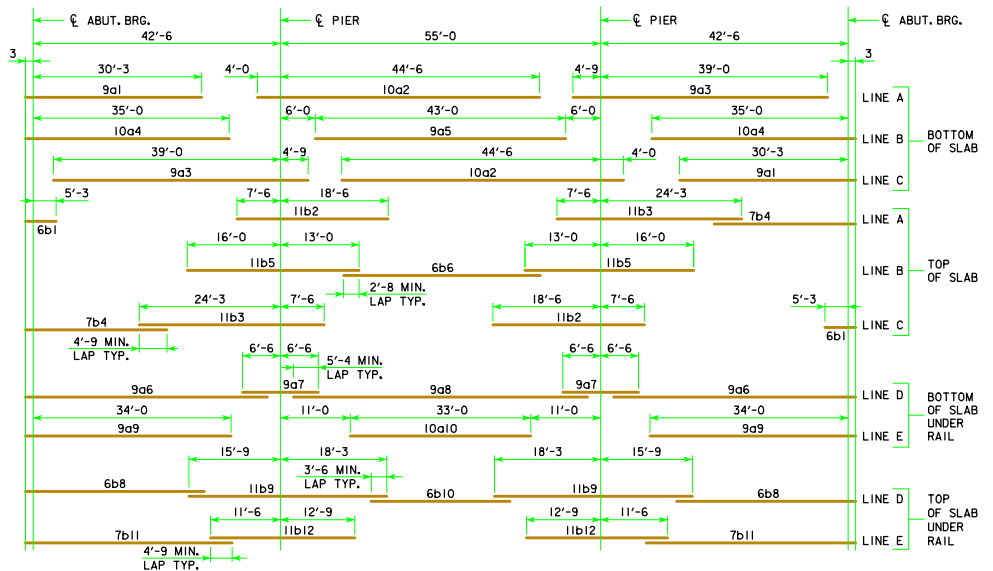 ℄ ABUT. BRG.
℄ PIER
℄ PIER
℄ ABUT. BRG.
42'-6
55'-0
42'-6
3
3
30'-3
4'-0
44'-6
4'-9
39'-0
9a1
10a2
9a3
LINE A
35'-0
6'-0
43'-0
6'-0
35'-0
10a4
9a5
10a4
LINE B
BOTTOM
OF SLAB
39'-0
4'-9
44'-6
4'-0
30'-3
9a3
10a2
9a1
LINE C
5'-3
7'-6
18'-6
7'-6
24'-3
6b1
11b2
11b3
7b4
LINE A
16'-0
13'-0
13'-0
16'-0
11b5
6b6
11b5
LINE B
TOP
OF SLAB
2'-8 MIN.
LAP TYP.
24'-3
7'-6
18'-6
7'-6
5'-3
7b4
11b3
11b2
6b1
LINE C
4'-9 MIN.
LAP TYP.
6'-6
6'-6
6'-6
6'-6
5'-4 MIN.
LAP TYP.
9a6
9a7
9a8
9a7
9a6
LINE D
34'-0
11'-0
33'-0
11'-0
34'-0
9a9
10a10
9a9
LINE E
BOTTOM
OF SLAB
UNDER
RAIL
15'-9
18'-3
18'-3
15'-9
3'-6 MIN.
LAP TYP.
6b8
11b9
6b10
11b9
6b8
LINE D
11'-6
12'-9
12'-9
11'-6
7b11
11b12
7b11
LINE E
TOP
OF SLAB
UNDER
RAIL
4'-9 MIN.
LAP TYP.